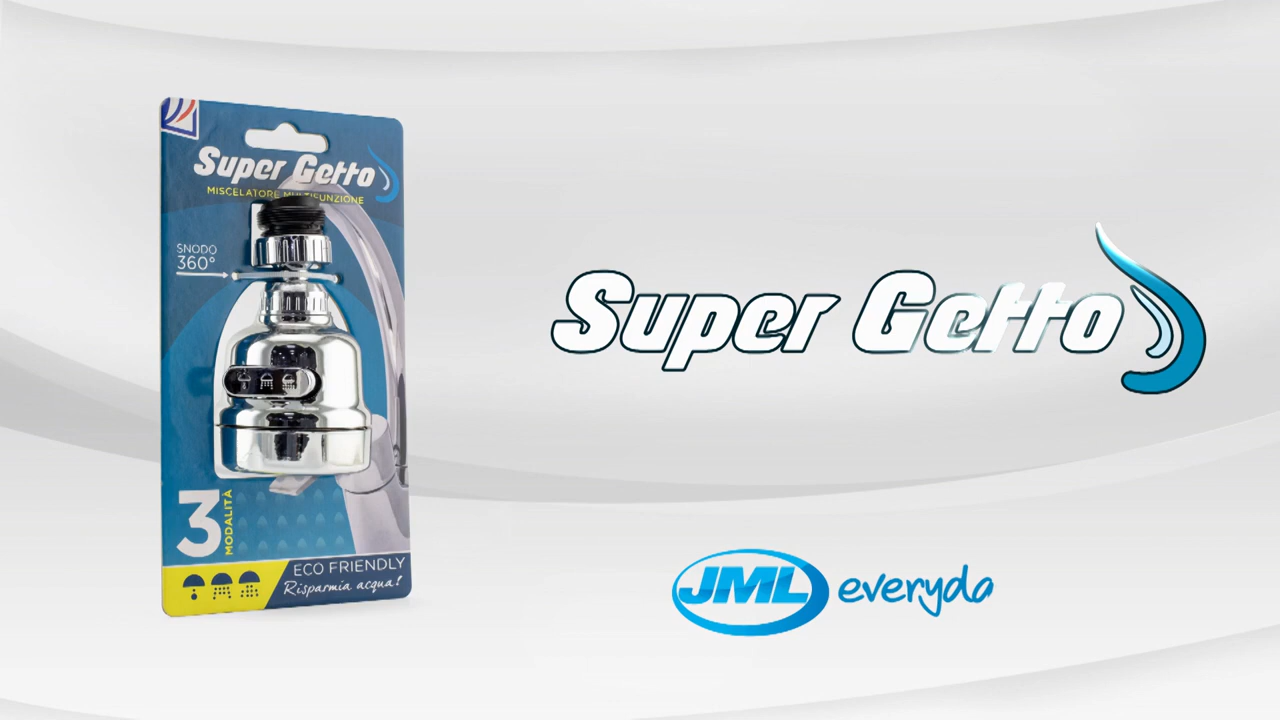 Super Getto
MISCELATORE MULTIFUNZIONE
SNODO
360°
3
MODALITÀ
ECO FRIENDLY
Risparmia acqua!
Super Getto
JML everyda